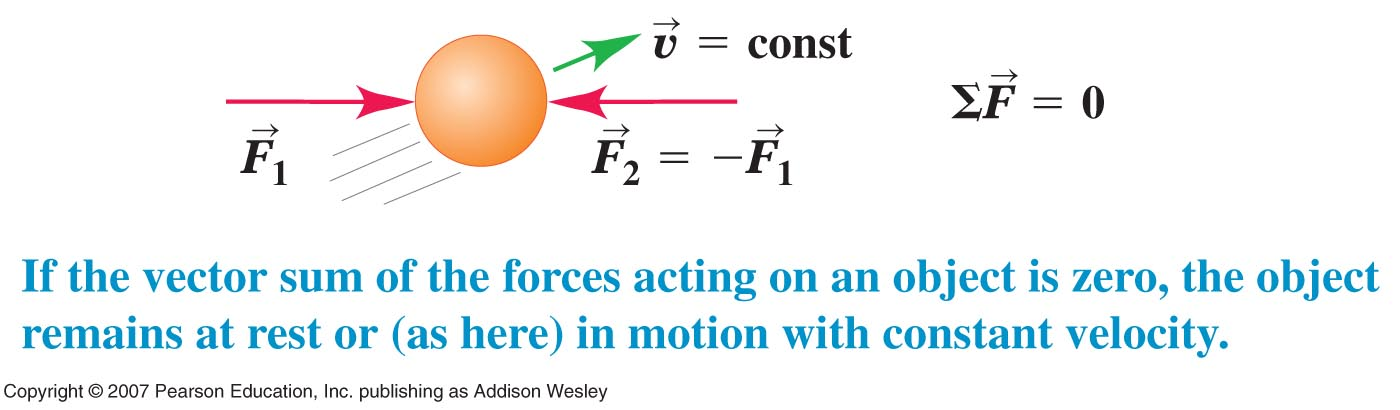 v⃗ = const
ΣF⃗ = 0
F⃗₁
F⃗₂ = −F⃗₁
If the vector sum of the forces acting on an object is zero, the object
remains at rest or (as here) in motion with constant velocity.
Copyright © 2007 Pearson Education, Inc. publishing as Addison Wesley